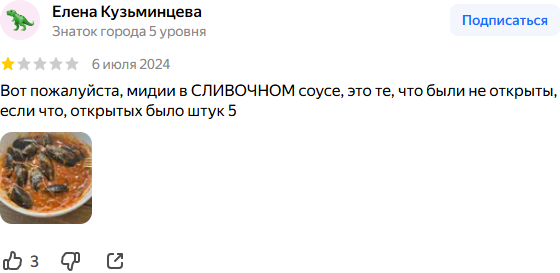 Елена Кузьминцева
Подписаться
Знаток города 5 уровня
6 июля 2024
Вот пожалуйста, мидии в СЛИВОЧНОМ соусе, это те, что были не открыты,
если что, открытых было штук 5
3